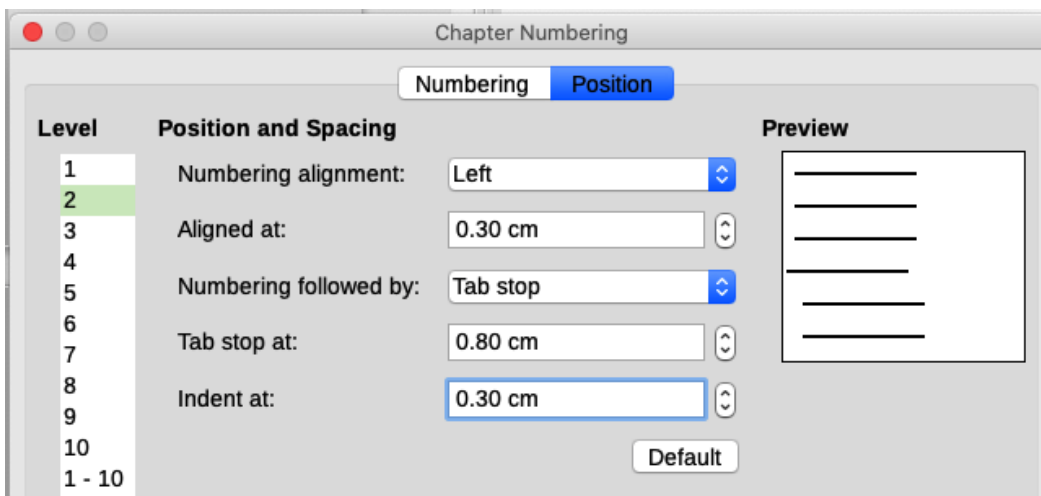 Chapter Numbering
Numbering Position
Level Position and Spacing Preview
1
Numbering alignment: Left
2
3
Aligned at: 0.30 cm
4
5
Numbering followed by: Tab stop
6
7
Tab stop at: 0.80 cm
8
9
Indent at: 0.30 cm
10
1 - 10
Default